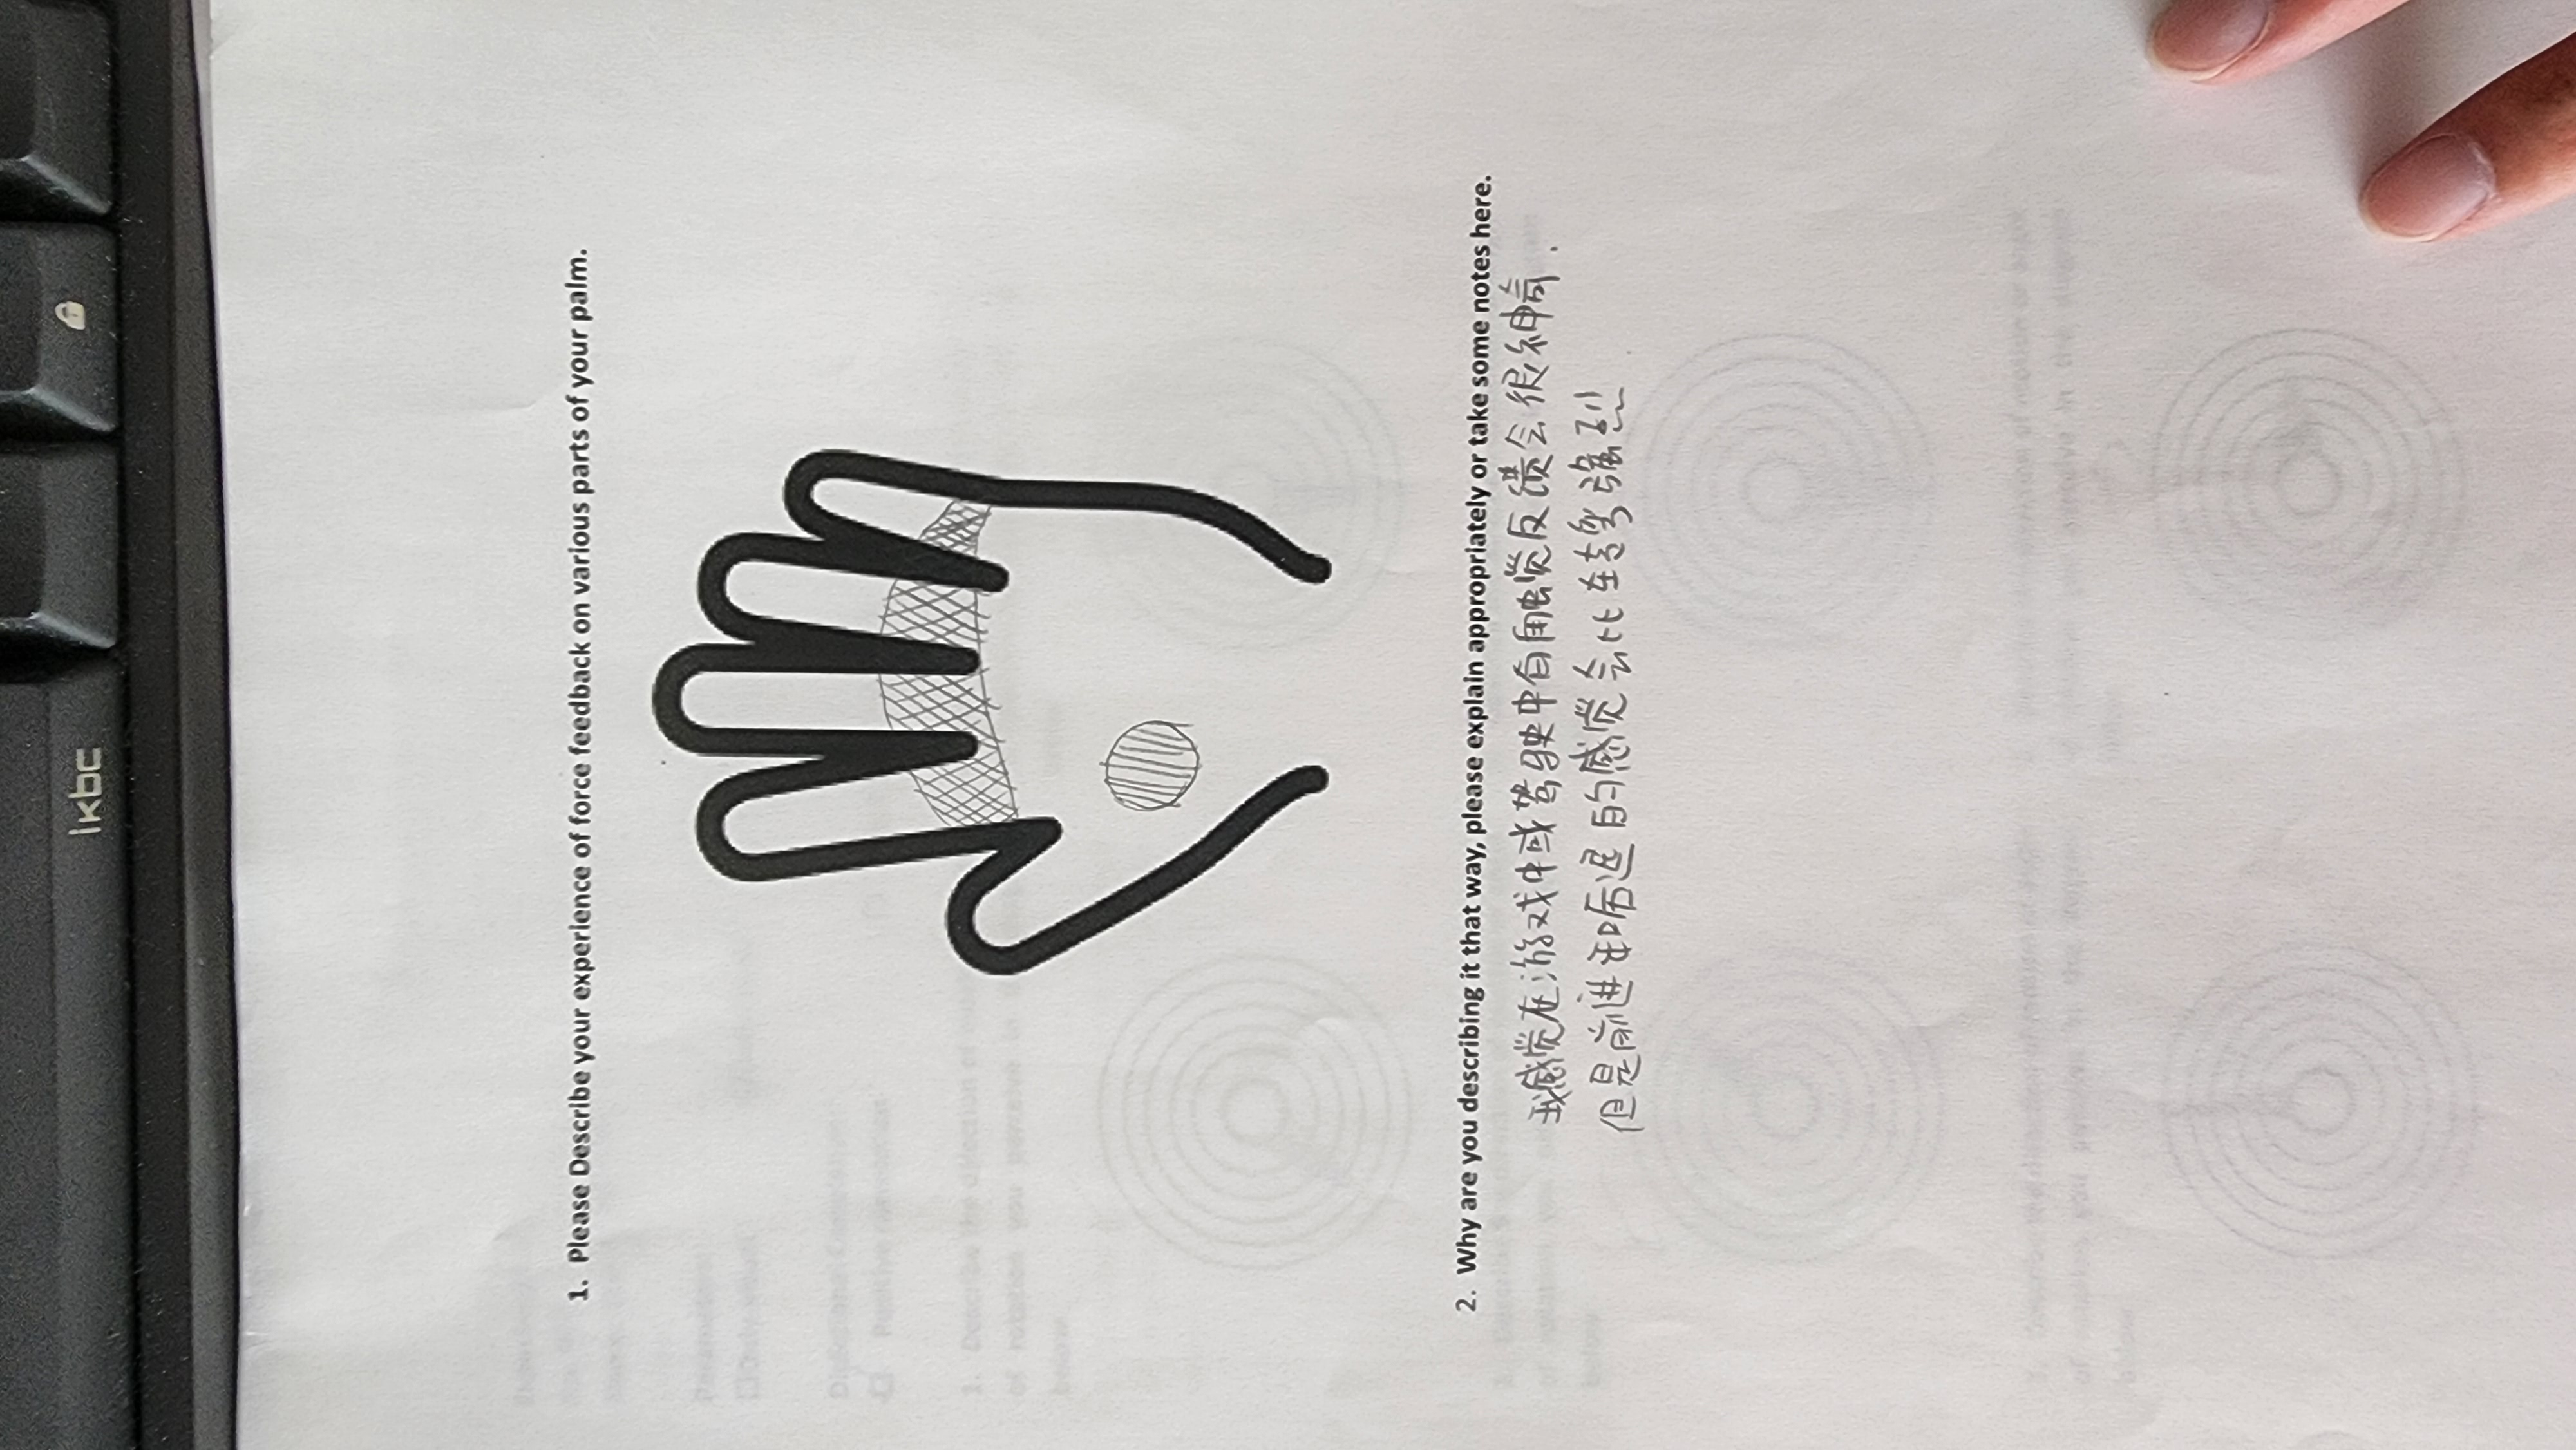 ikbc
1. Please Describe your experience of force feedback on various parts of your palm.
2. Why are you describing it that way, please explain appropriately or take some notes here.
我感觉在游戏中或驾驶中有触觉反馈会很神奇.
但是前进和后退的感觉会比转弯强烈